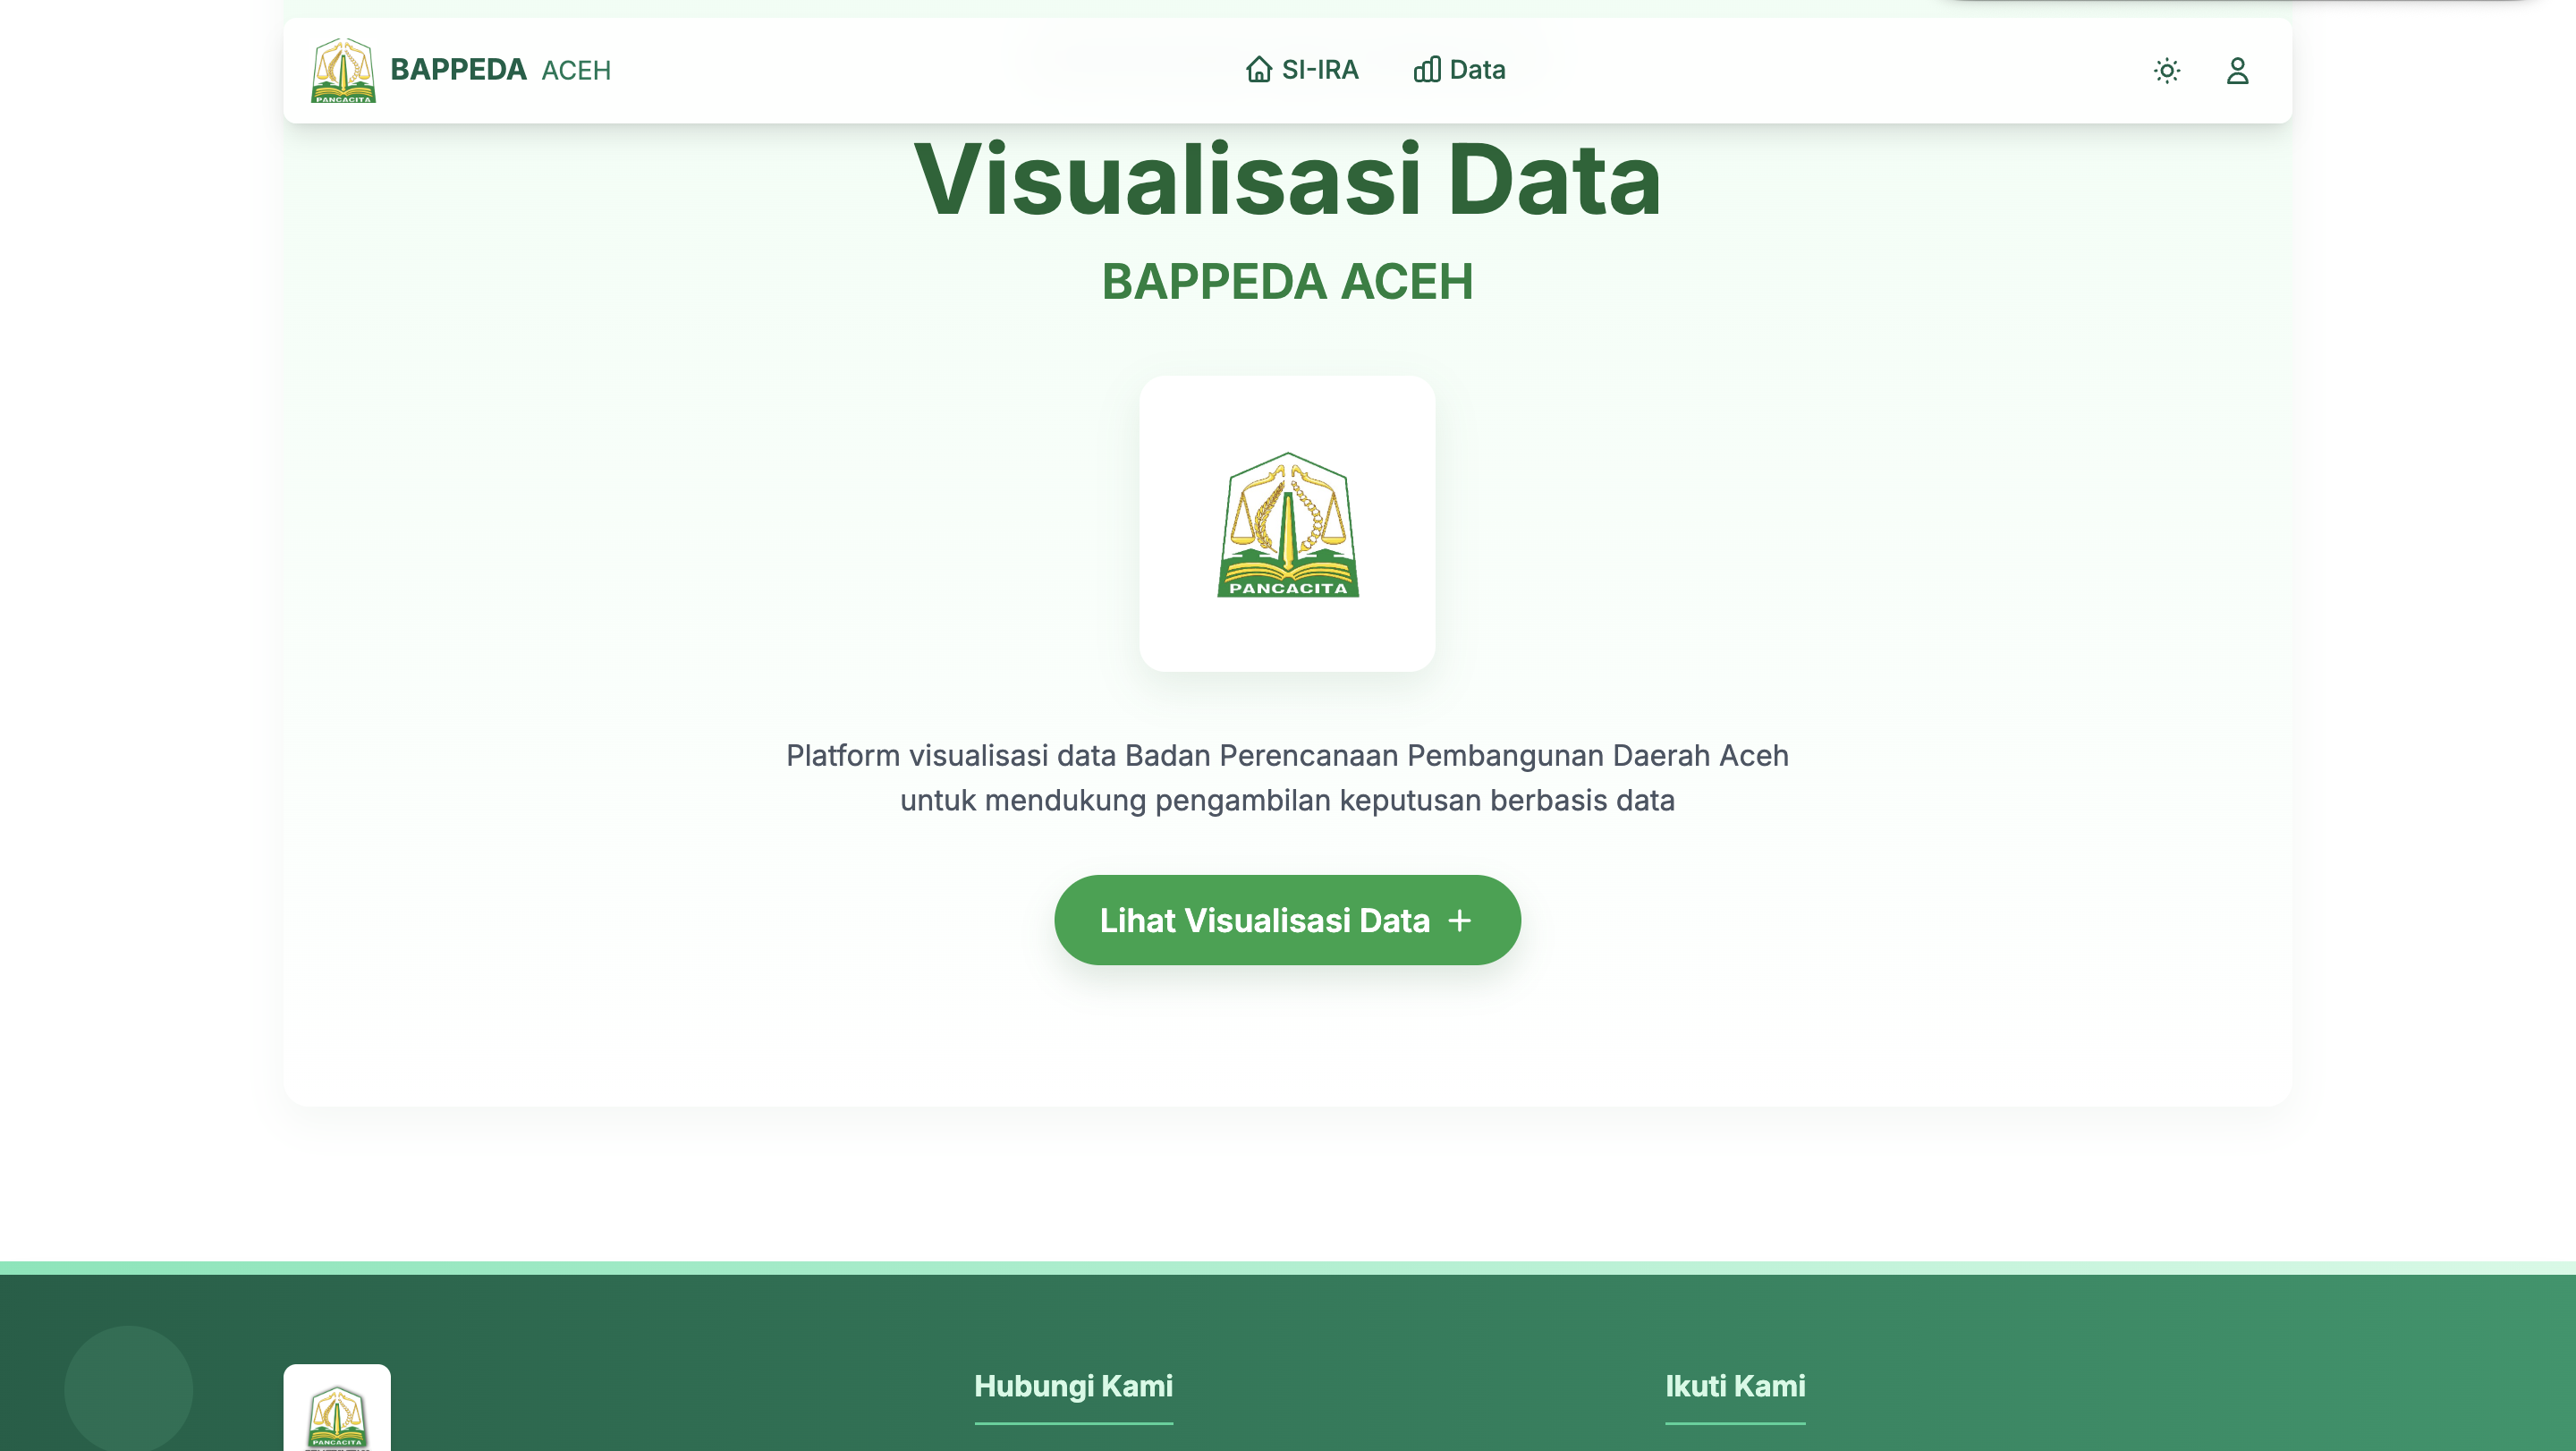 BAPPEDA ACEH
SI-IRA
Data
Visualisasi Data
BAPPEDA ACEH
PANCACITA
PANCACITA
Platform visualisasi data Badan Perencanaan Pembangunan Daerah Aceh
untuk mendukung pengambilan keputusan berbasis data
Lihat Visualisasi Data
Hubungi Kami
Ikuti Kami
PANCACITA